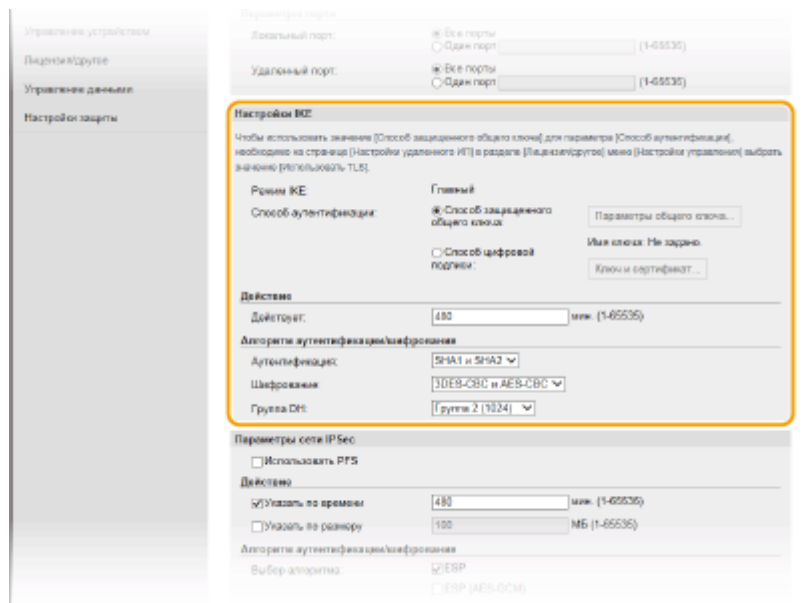 Параметры порта
Управление устройством
Локальный порт:
Все порты
Один порт
(1-65535)
Лицензия/другое
Удаленный порт:
Все порты
Один порт
(1-65535)
Управление данными
Настройки защиты
Настройки IKE
Чтобы использовать значение [Способ защищенного общего ключа] для параметра [Способ аутентификации],
необходимо на странице [Настройки удаленного ИП] в разделе [Лицензия/другое] меню [Настройки управления] выбрать
значение [Использовать TLS].
Режим IKE:
Главный
Способ аутентификации:
Способ защищенного
общего ключа:
Параметры общего ключа...
Имя ключа: Не задано.
Способ цифровой
подписи:
Ключ и сертификат...
Действие
Действует:
480
мин. (1-65535)
Алгоритм аутентификации/шифрования
Аутентификация:
SHA1 и SHA2
Шифрование:
3DES-CBC и AES-CBC
Группа DH:
Группа 2 (1024)
Параметры сети IPSec
Использовать PFS
Действие
Указать по времени
480
мин. (1-65535)
Указать по размеру
100
МБ (1-65535)
Алгоритм аутентификации/шифрования
Выбор алгоритма:
ESP
ESP (AES-GCM)